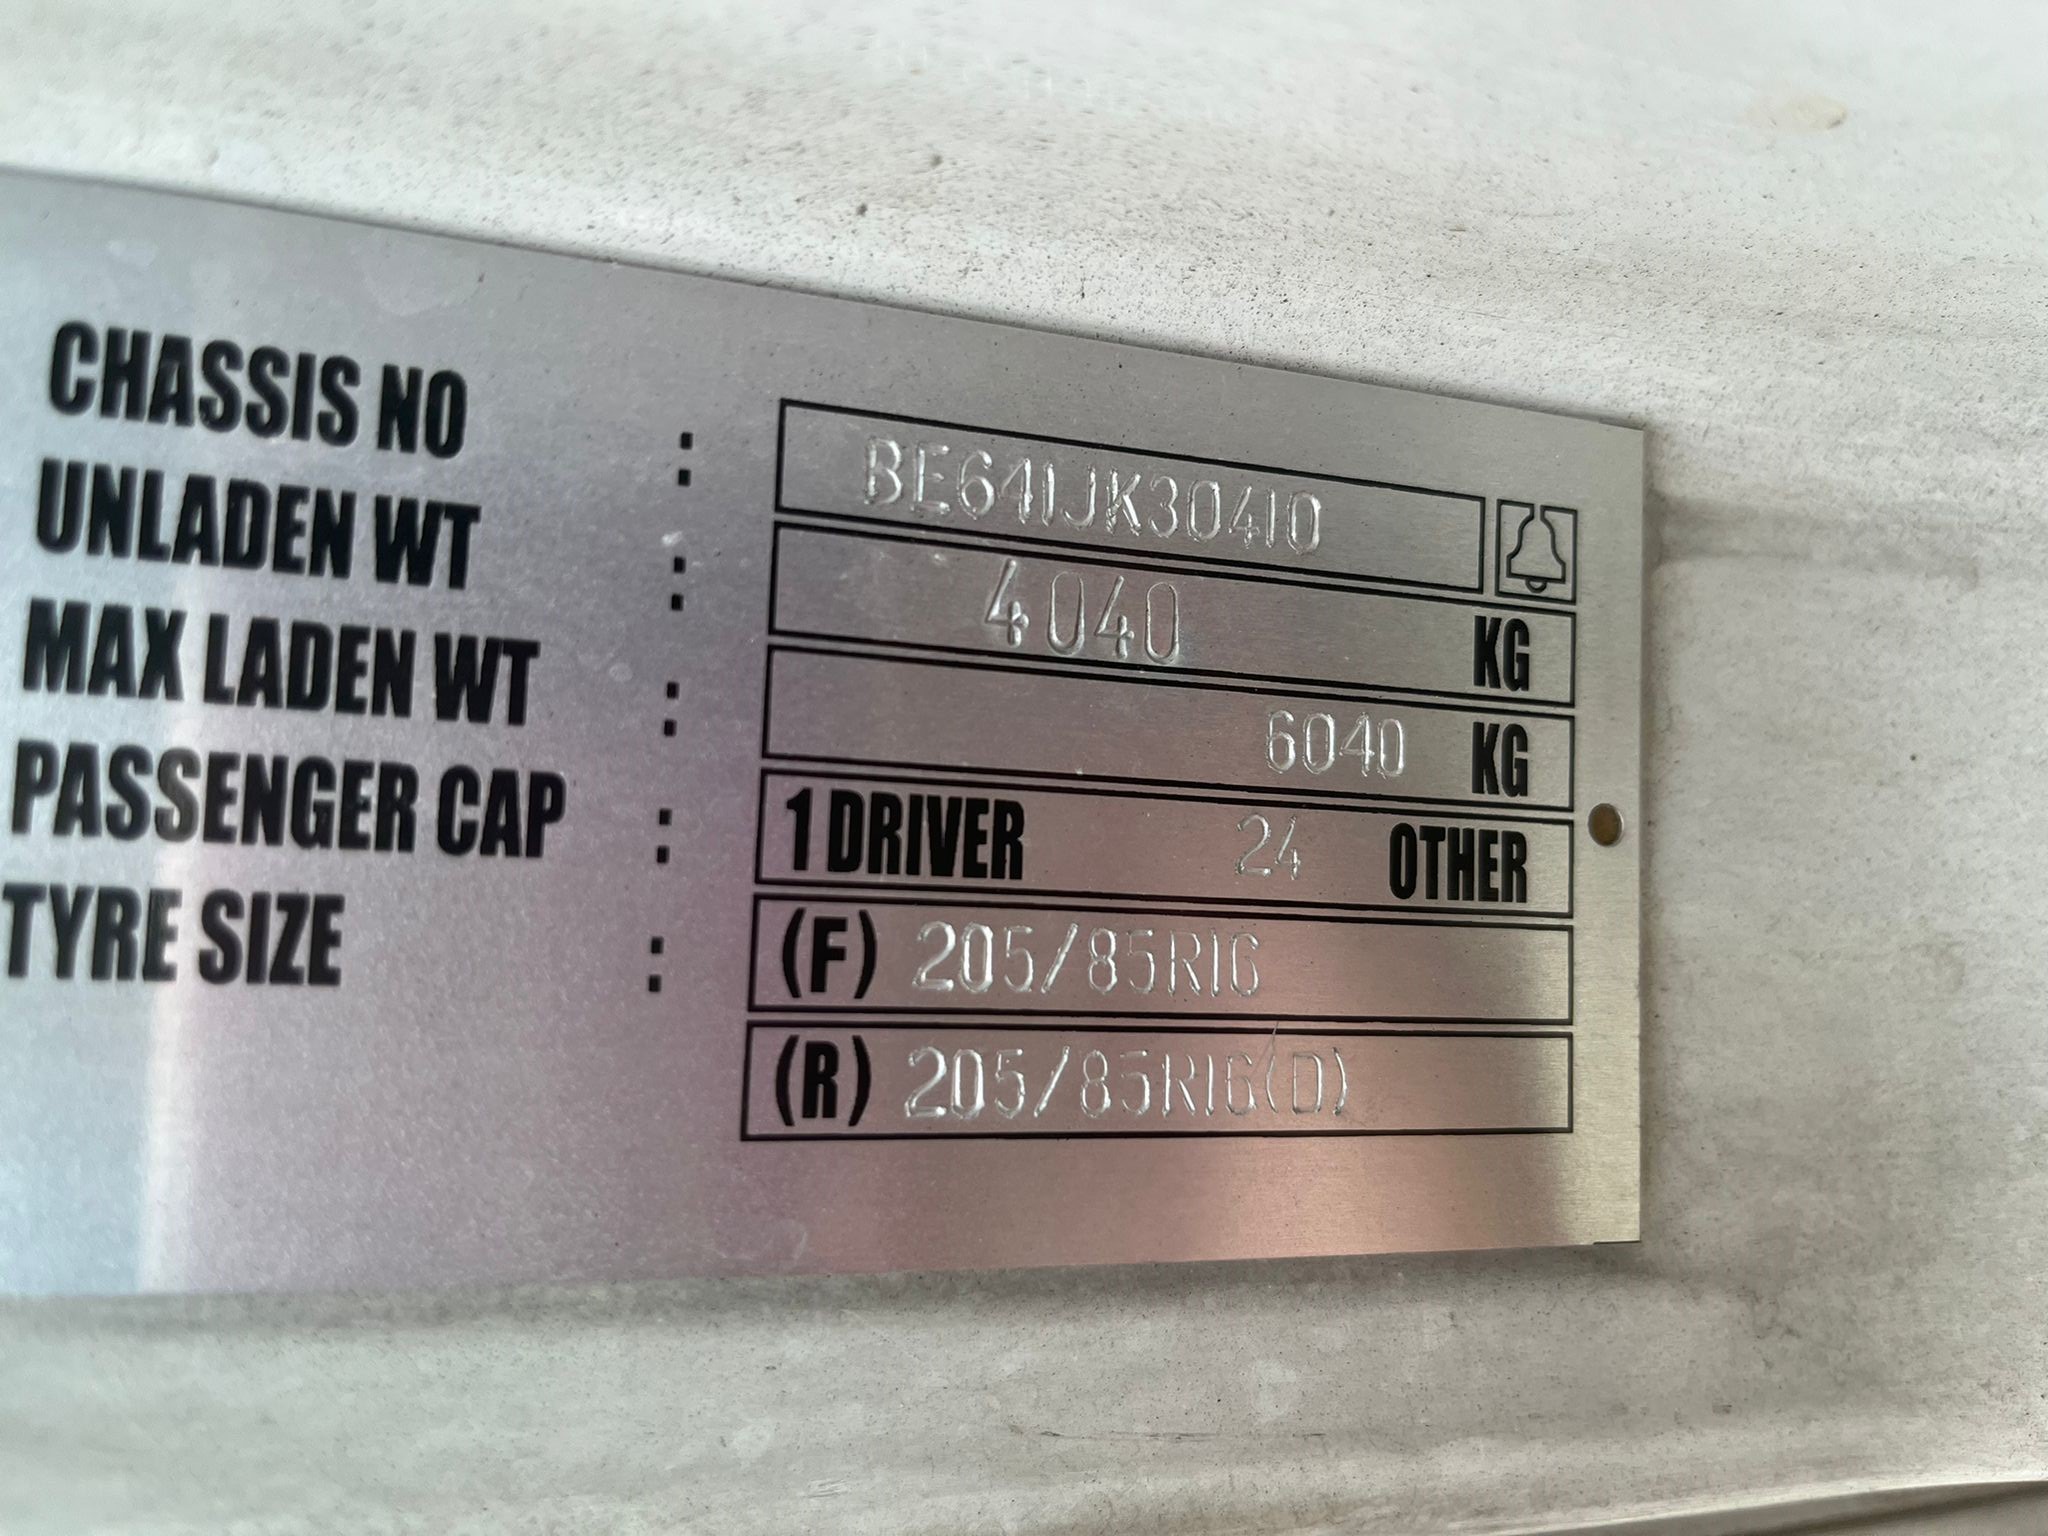 CHASSIS NO : BE641JK30410
UNLADEN WT : 4040 KG
MAX LADEN WT : 6040 KG
PASSENGER CAP : 1 DRIVER 24 OTHER
TYRE SIZE : (F) 205/85R16
(R) 205/85R16(D)